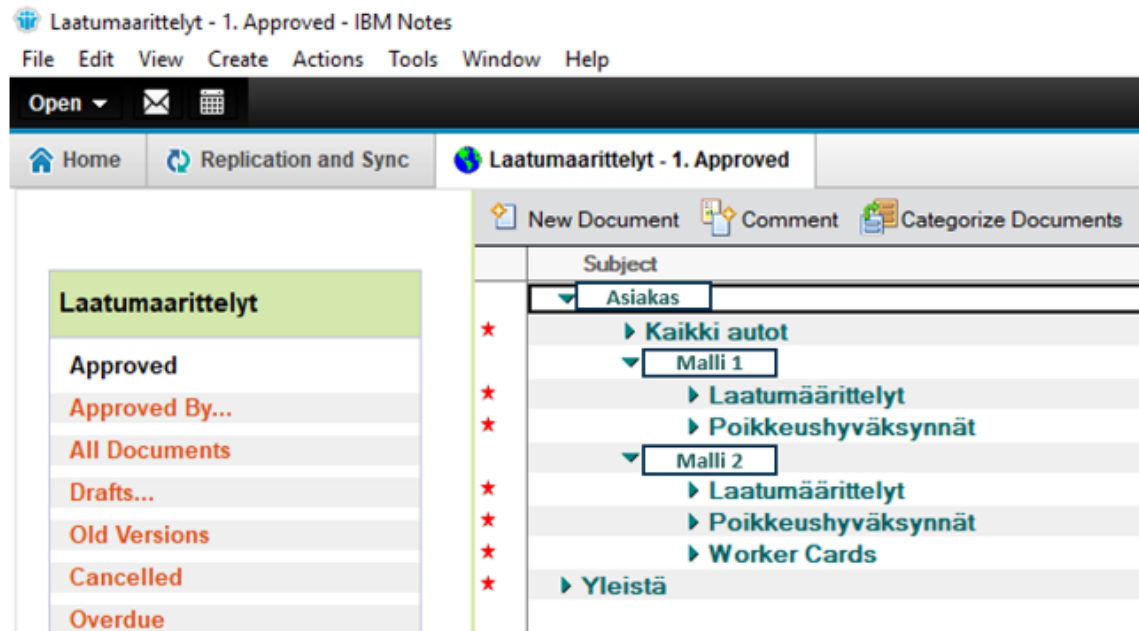 Laatumaarittelyt - 1. Approved - IBM Notes
File Edit View Create Actions Tools Window Help
Open
Home Replication and Sync Laatumaarittelyt - 1. Approved
New Document Comment Categorize Documents
Subject
Laatumaarittelyt
Approved
Approved By...
All Documents
Drafts...
Old Versions
Cancelled
Overdue
Asiakas
Kaikki autot
Malli 1
Laatumäärittelyt
Poikkeushyväksynnät
Malli 2
Laatumäärittelyt
Poikkeushyväksynnät
Worker Cards
Yleistä